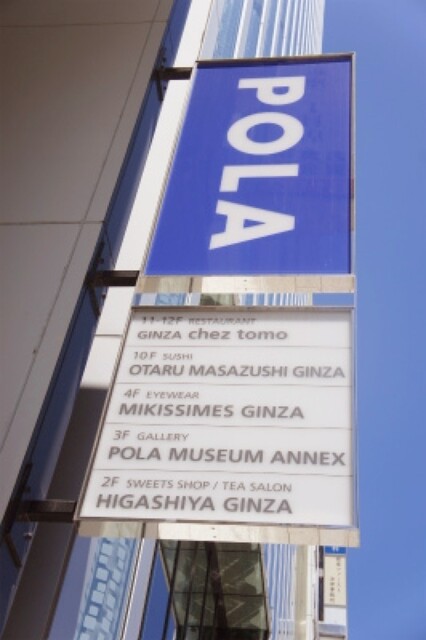 POLA
11-12F RESTAURANT
GINZA chez tomo
10F SUSHI
OTARU MASAZUSHI GINZA
4F EYEWEAR
MIKISSIMES GINZA
3F GALLERY
POLA MUSEUM ANNEX
2F SWEETS SHOP / TEA SALON
HIGASHIYA GINZA